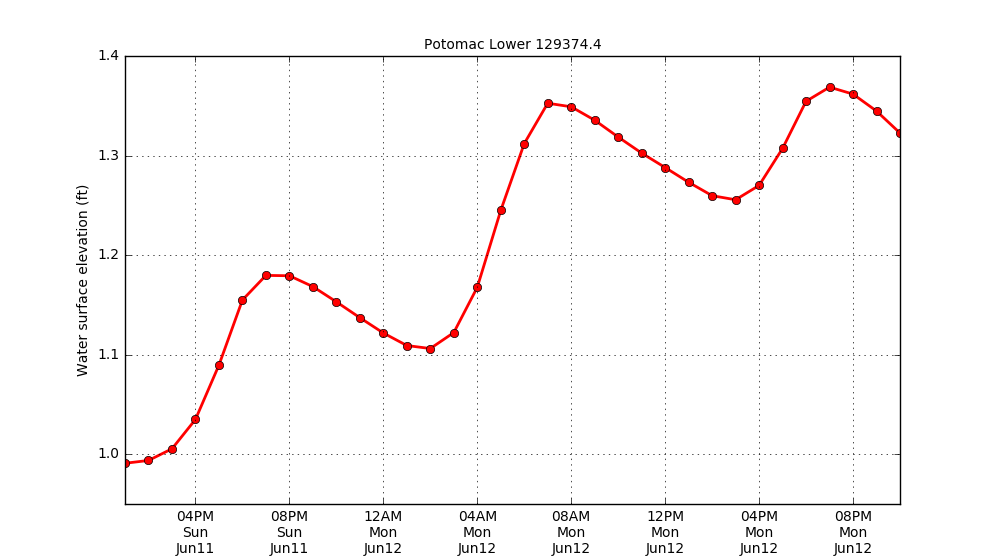 Potomac Lower 129374.4
Water surface elevation (ft)
1.4
1.3
1.2
1.1
1.0
04PM 08PM 12AM 04AM 08AM 12PM 04PM 08PM
Sun Sun Mon Mon Mon Mon Mon Mon
Jun11 Jun11 Jun12 Jun12 Jun12 Jun12 Jun12 Jun12